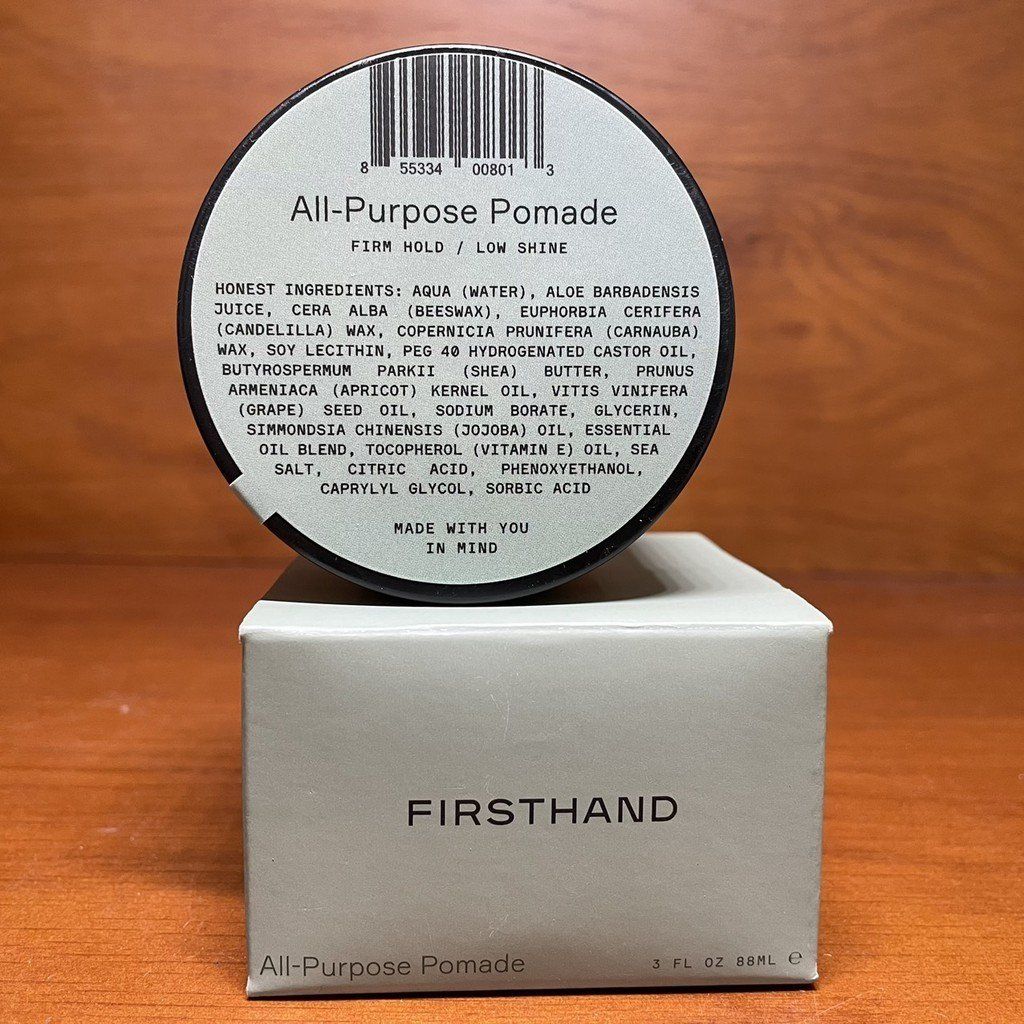 8 55334 00801 3
All-Purpose Pomade
FIRM HOLD / LOW SHINE
HONEST INGREDIENTS: AQUA (WATER), ALOE BARBADENSIS
JUICE, CERA ALBA (BEESWAX), EUPHORBIA CERIFERA
(CANDELILLA) WAX, COPERNICIA PRUNIFERA (CARNAUBA)
WAX, SOY LECITHIN, PEG 40 HYDROGENATED CASTOR OIL,
BUTYROSPERMUM PARKII (SHEA) BUTTER, PRUNUS
ARMENIACA (APRICOT) KERNEL OIL, VITIS VINIFERA
(GRAPE) SEED OIL, SODIUM BORATE, GLYCERIN,
SIMMONDSIA CHINENSIS (JOJOBA) OIL, ESSENTIAL
OIL BLEND, TOCOPHEROL (VITAMIN E) OIL, SEA
SALT, CITRIC ACID, PHENOXYETHANOL,
CAPRYLYL GLYCOL, SORBIC ACID
MADE WITH YOU
IN MIND
FIRSTHAND
All-Purpose Pomade
3 FL OZ 88ML ℮